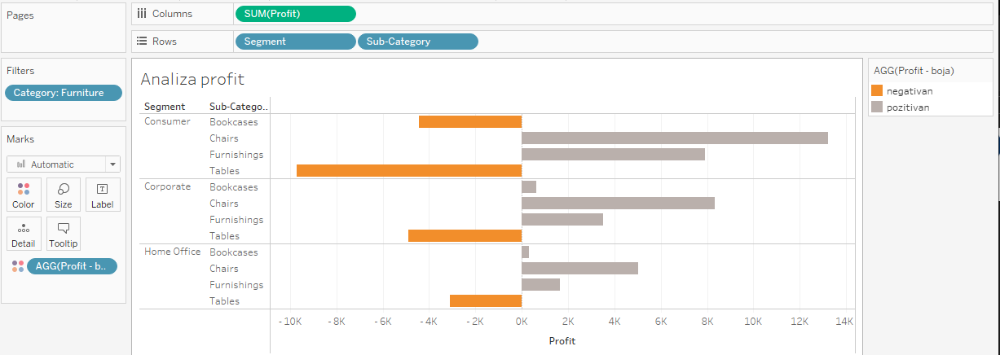 Pages
Columns
SUM(Profit)
Rows
Segment
Sub-Category
Filters
Category: Furniture
Marks
Automatic
Color
Size
Label
Detail
Tooltip
AGG(Profit - b..
Analiza profit
Segment
Sub-Catego..
Consumer
Bookcases
Chairs
Furnishings
Tables
Corporate
Bookcases
Chairs
Furnishings
Tables
Home Office
Bookcases
Chairs
Furnishings
Tables
-10K -8K -6K -4K -2K 0K 2K 4K 6K 8K 10K 12K 14K
Profit
AGG(Profit - boja)
negativan
pozitivan